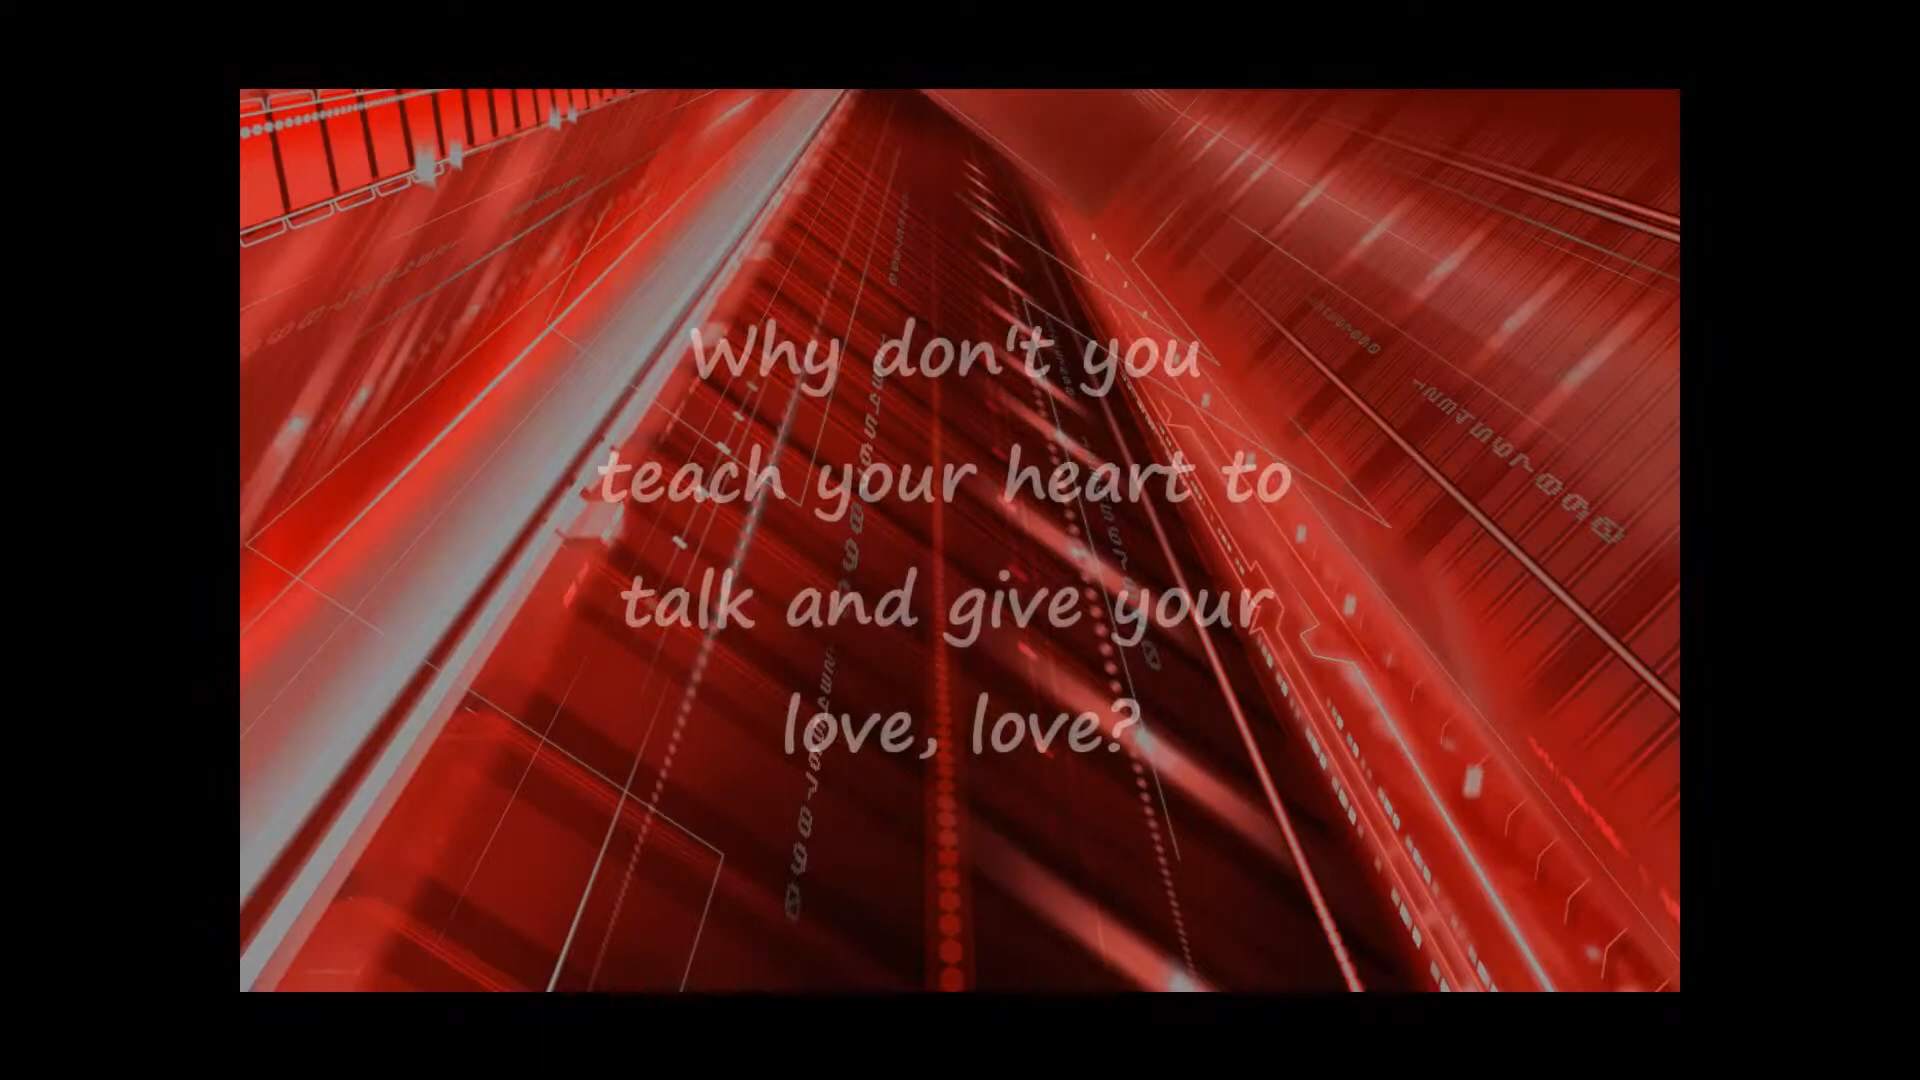 Why don't you
teach your heart to
talk and give your
love, love?